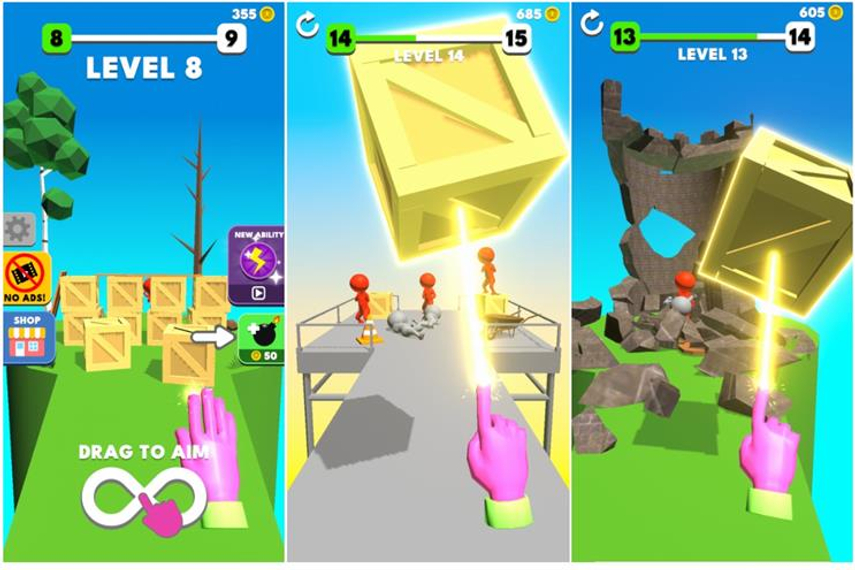 355
8
9
LEVEL 8
NEW ABILITY
NO ADS!
SHOP
50
DRAG TO AIM
685
14
15
LEVEL 14
605
13
14
LEVEL 13